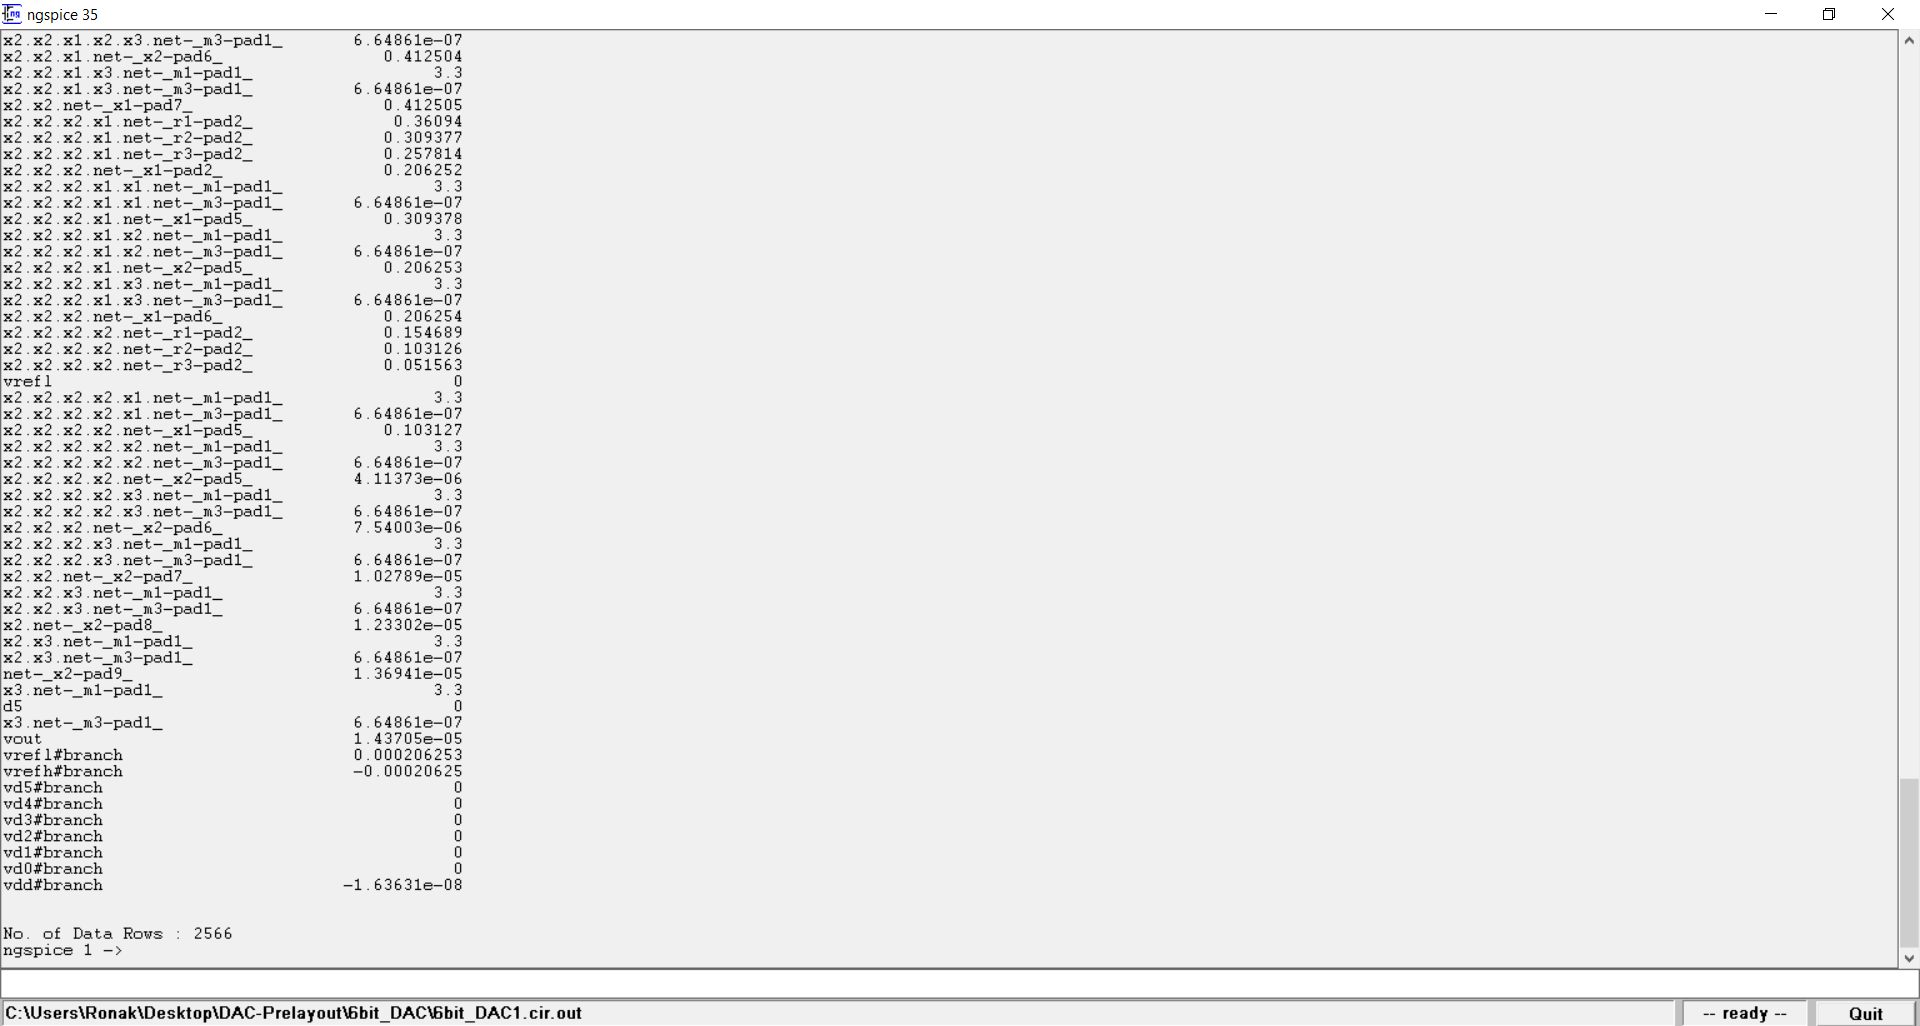 ngspice 35
x2.x2.x1.x2.x3.net-_m3-pad1_ 6.64861e-07
x2.x2.x1.net-_x2-pad6_ 0.412504
x2.x2.x1.x3.net-_m1-pad1_ 3.3
x2.x2.x1.x3.net-_m3-pad1_ 6.64861e-07
x2.x2.net-_x1-pad7_ 0.412505
x2.x2.x2.x1.net-_r1-pad2_ 0.36094
x2.x2.x2.x1.net-_r2-pad2_ 0.309377
x2.x2.x2.x1.net-_r3-pad2_ 0.257814
x2.x2.x2.net-_x1-pad2_ 0.206252
x2.x2.x2.x1.x1.net-_m1-pad1_ 3.3
x2.x2.x2.x1.x1.net-_m3-pad1_ 6.64861e-07
x2.x2.x2.x1.net-_x1-pad5_ 0.309378
x2.x2.x2.x1.x2.net-_m1-pad1_ 3.3
x2.x2.x2.x1.x2.net-_m3-pad1_ 6.64861e-07
x2.x2.x2.x1.net-_x2-pad5_ 0.206253
x2.x2.x2.x1.x3.net-_m1-pad1_ 3.3
x2.x2.x2.x1.x3.net-_m3-pad1_ 6.64861e-07
x2.x2.x2.net-_x1-pad6_ 0.206254
x2.x2.x2.x2.net-_r1-pad2_ 0.154689
x2.x2.x2.x2.net-_r2-pad2_ 0.103126
x2.x2.x2.x2.net-_r3-pad2_ 0.051563
vrefl 0
x2.x2.x2.x2.x1.net-_m1-pad1_ 3.3
x2.x2.x2.x2.x1.net-_m3-pad1_ 6.64861e-07
x2.x2.x2.x2.net-_x1-pad5_ 0.103127
x2.x2.x2.x2.x2.net-_m1-pad1_ 3.3
x2.x2.x2.x2.x2.net-_m3-pad1_ 6.64861e-07
x2.x2.x2.x2.net-_x2-pad5_ 4.11373e-06
x2.x2.x2.x2.x3.net-_m1-pad1_ 3.3
x2.x2.x2.x2.x3.net-_m3-pad1_ 6.64861e-07
x2.x2.x2.net-_x2-pad6_ 7.54003e-06
x2.x2.x2.x3.net-_m1-pad1_ 3.3
x2.x2.x2.x3.net-_m3-pad1_ 6.64861e-07
x2.x2.net-_x2-pad7_ 1.02789e-05
x2.x2.x3.net-_m1-pad1_ 3.3
x2.x2.x3.net-_m3-pad1_ 6.64861e-07
x2.net-_x2-pad8_ 1.23302e-05
x2.x3.net-_m1-pad1_ 3.3
x2.x3.net-_m3-pad1_ 6.64861e-07
net-_x2-pad9_ 1.36941e-05
x3.net-_m1-pad1_ 3.3
d5 0
x3.net-_m3-pad1_ 6.64861e-07
vout 1.43705e-05
vrefl#branch 0.000206253
vrefh#branch -0.00020625
vd5#branch 0
vd4#branch 0
vd3#branch 0
vd2#branch 0
vd1#branch 0
vd0#branch 0
vdd#branch -1.63631e-08
No. of Data Rows : 2566
ngspice 1 ->
C:\Users\Ronak\Desktop\DAC-Prelayout\6bit_DAC\6bit_DAC1.cir.out
-- ready --
Quit